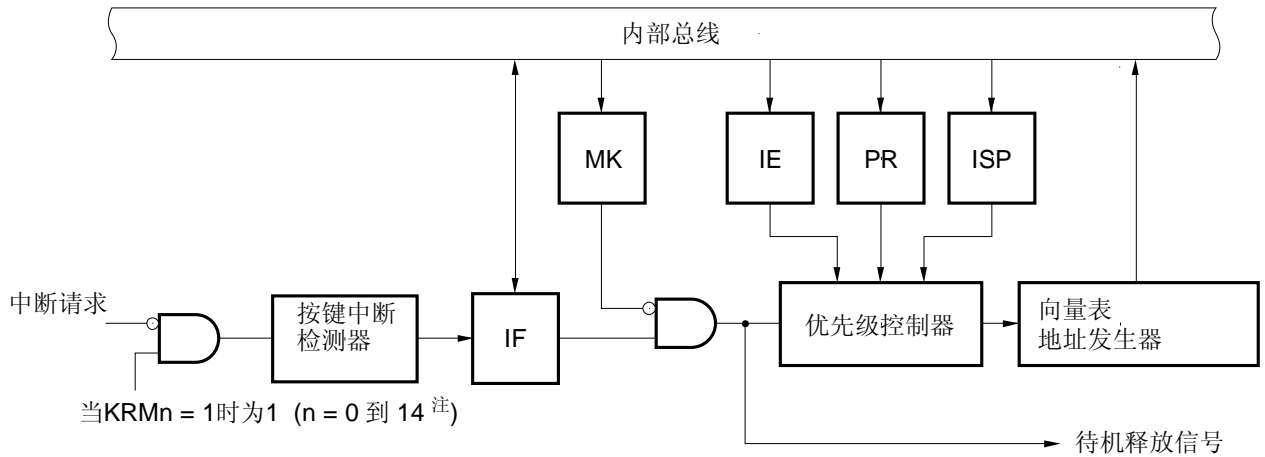 内部总线
MK
IE
PR
ISP
中断请求
按键中断
检测器
IF
优先级控制器
向量表
地址发生器
当KRMn = 1时为1 (n = 0 到 14 注)
待机释放信号